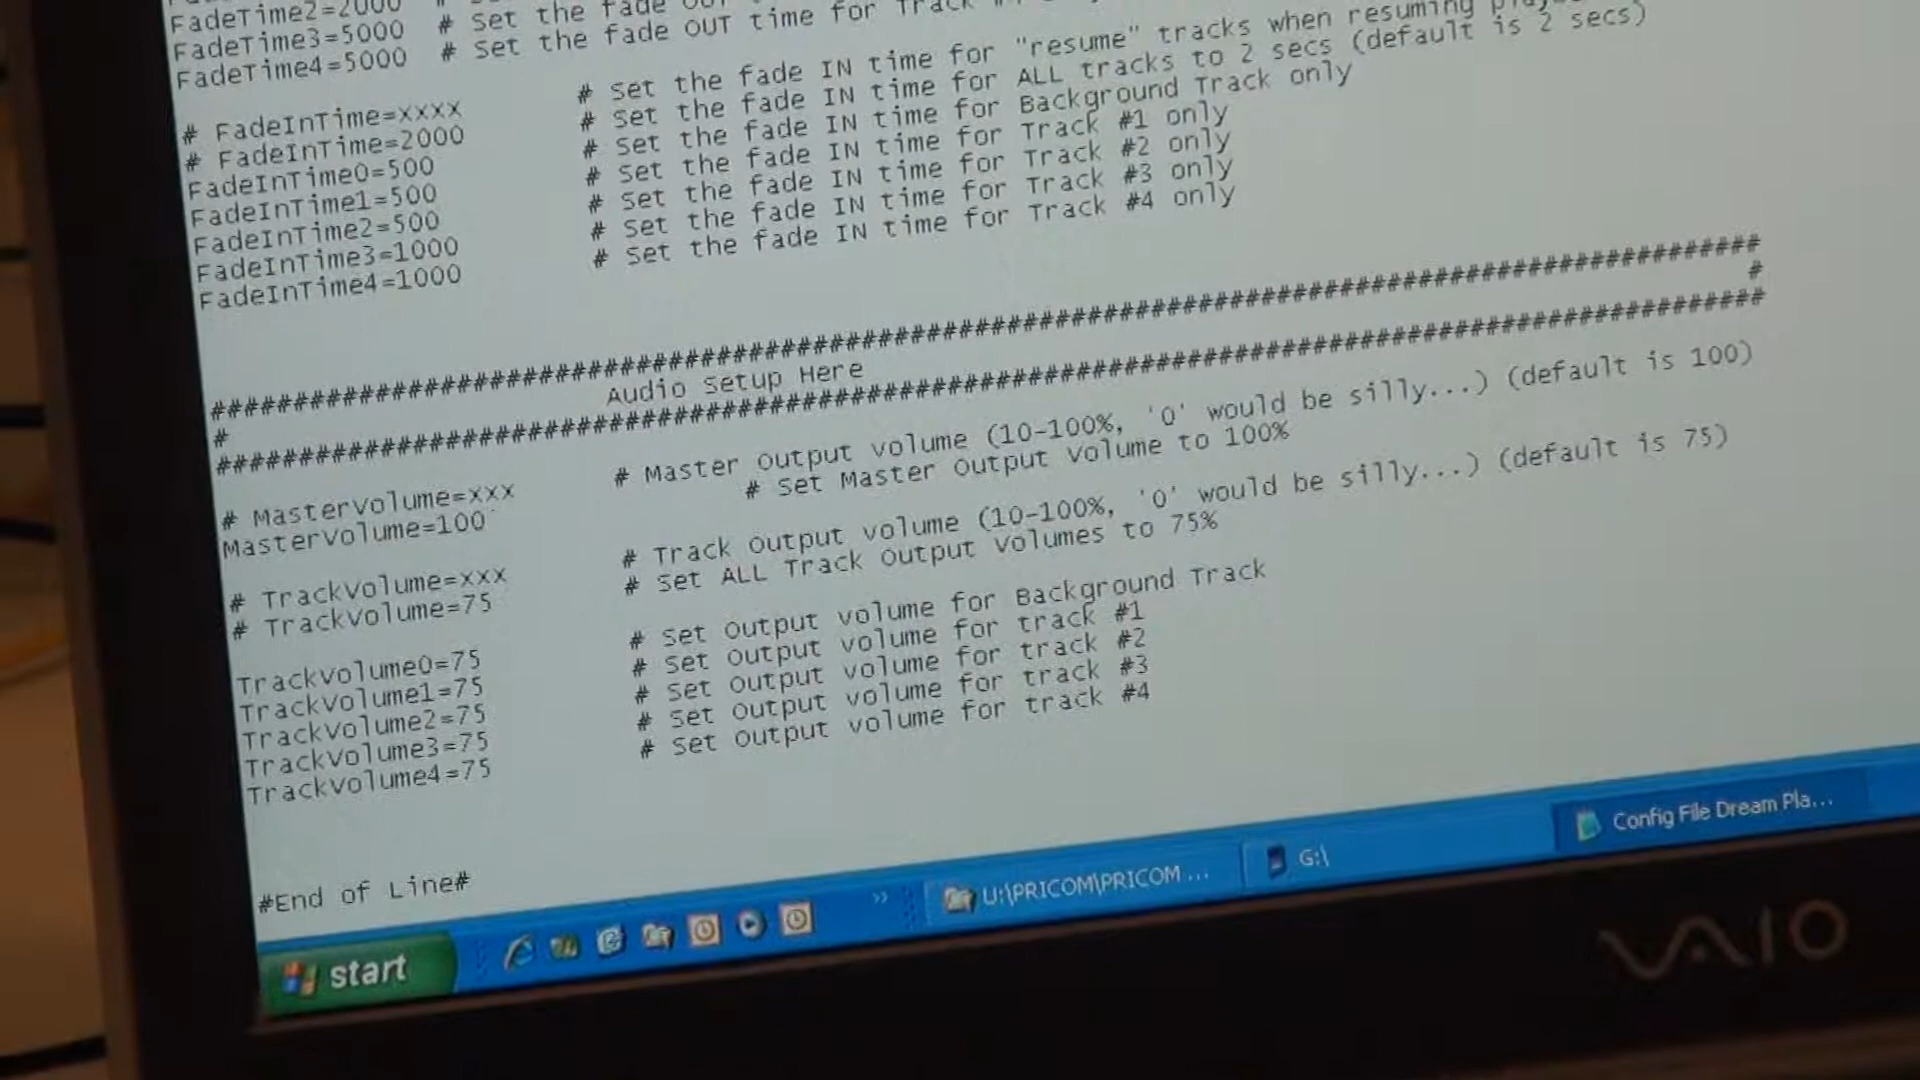 FadeTime2=2000 # Set the fade OUT
FadeTime3=5000 # Set the fade OUT time for Track
FadeTime4=5000 #
# FadeInTime=xxxx # Set the fade IN time for "resume" tracks when resuming
# FadeInTime=2000 # Set the fade IN time for ALL tracks to 2 secs (default is 2 secs)
FadeInTime0=500 # Set the fade IN time for Background Track only
FadeInTime1=500 # Set the fade IN time for Track #1 only
FadeInTime2=500 # Set the fade IN time for Track #2 only
FadeInTime3=1000 # Set the fade IN time for Track #3 only
FadeInTime4=1000 # Set the fade IN time for Track #4 only
##############################################################################################
# Audio Setup Here #
##############################################################################################
# MasterVolume=xxx # Master Output Volume (10-100%, '0' would be silly...) (default is 100)
MasterVolume=100 # Set Master Output Volume to 100%
# TrackVolume=xxx # Track Output Volume (10-100%, '0' would be silly...) (default is 75)
# TrackVolume=75 # Set ALL Track Output Volumes to 75%
TrackVolume0=75 # Set Output Volume for Background Track
TrackVolume1=75 # Set Output Volume for track #1
TrackVolume2=75 # Set Output Volume for track #2
TrackVolume3=75 # Set Output Volume for track #3
TrackVolume4=75 # Set Output Volume for track #4
#End of Line#
start U:\PRICOM\PRICOM ... G:\ Config File Dream Pla...
VAIO